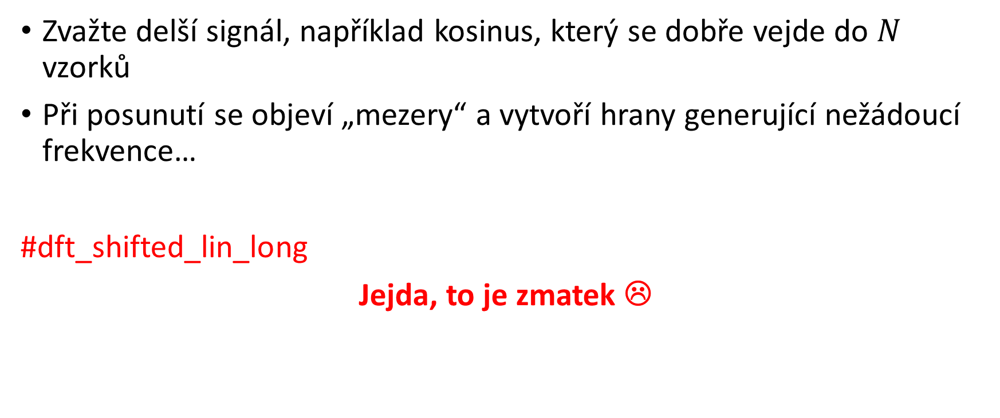 • Zvažte delší signál, například kosinus, který se dobře vejde do N
vzorků
• Při posunutí se objeví „mezery“ a vytvoří hrany generující nežádoucí
frekvence…
#dft_shifted_lin_long
Jejda, to je zmatek ☹